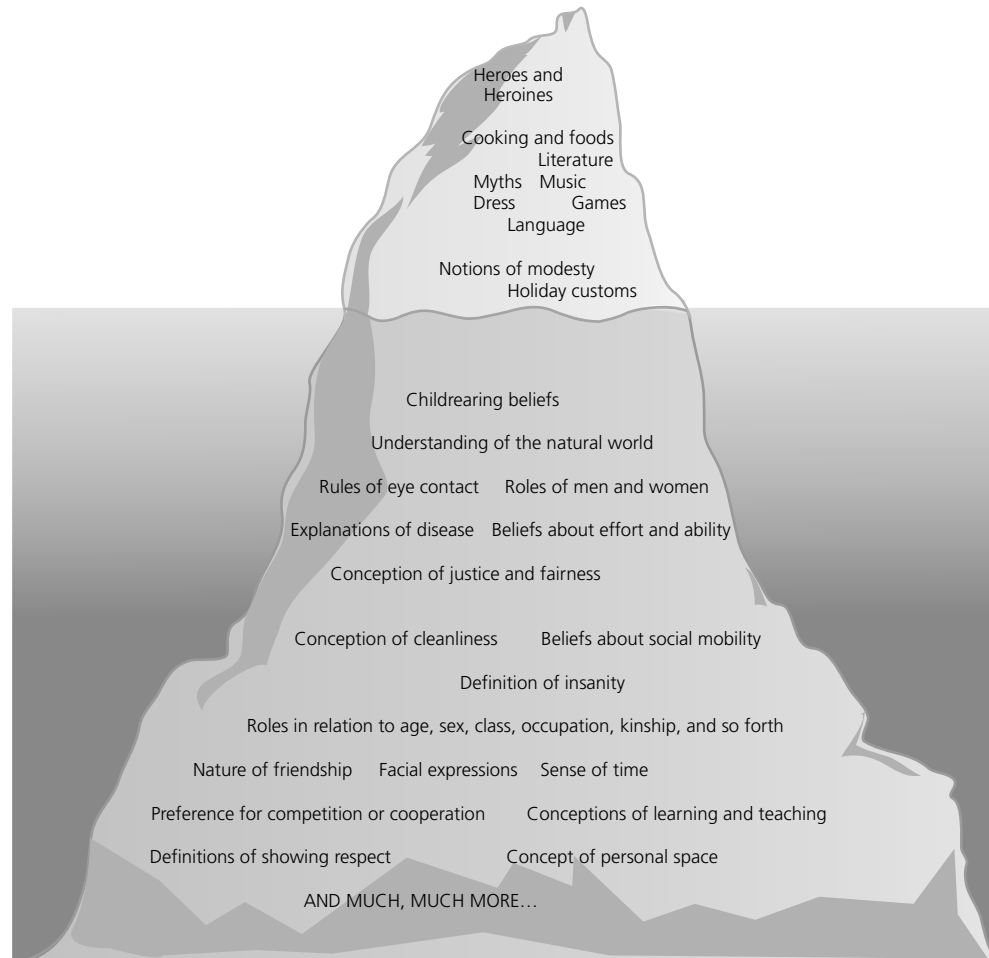 Heroes and
Heroines
Cooking and foods
Literature
Myths Music
Dress Games
Language
Notions of modesty
Holiday customs
Childrearing beliefs
Understanding of the natural world
Rules of eye contact Roles of men and women
Explanations of disease Beliefs about effort and ability
Conception of justice and fairness
Conception of cleanliness Beliefs about social mobility
Definition of insanity
Roles in relation to age, sex, class, occupation, kinship, and so forth
Nature of friendship Facial expressions Sense of time
Preference for competition or cooperation Conceptions of learning and teaching
Definitions of showing respect Concept of personal space
AND MUCH, MUCH MORE…